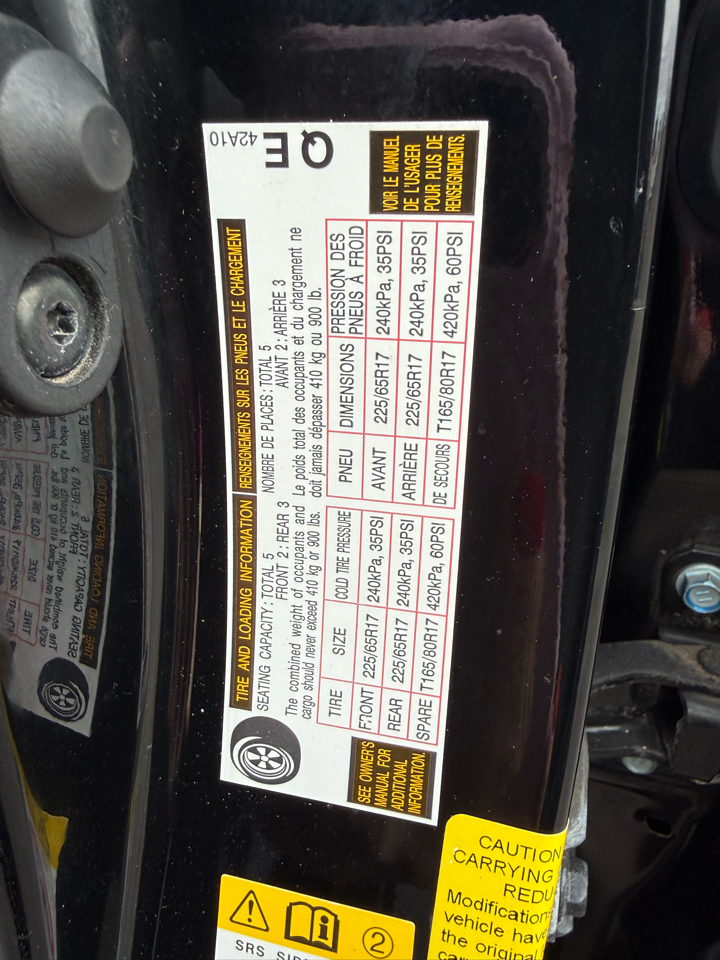 TIRE AND LOADING INFORMATION
RENSEIGNEMENTS SUR LES PNEUS ET LE CHARGEMENT
SEATING CAPACITY : TOTAL 5
FRONT 2 : REAR 3
The combined weight of occupants and
cargo should never exceed 410 kg or 900 lbs.
NOMBRE DE PLACES : TOTAL 5
AVANT 2 : ARRIÈRE 3
Le poids total des occupants et du chargement ne
doit jamais dépasser 410 kg ou 900 lb.
TIRE SIZE COLD TIRE PRESSURE
FRONT 225/65R17 240kPa, 35PSI
REAR 225/65R17 240kPa, 35PSI
SPARE T165/80R17 420kPa, 60PSI
PNEU DIMENSIONS PRESSION DES
PNEUS À FROID
AVANT 225/65R17 240kPa, 35PSI
ARRIÈRE 225/65R17 240kPa, 35PSI
DE SECOURS T165/80R17 420kPa, 60PSI
SEE OWNER'S
MANUAL FOR
ADDITIONAL
INFORMATION.
VOIR LE MANUEL
DE L'USAGER
POUR PLUS DE
RENSEIGNEMENTS.
42A10
QE
CAUTION
CARRYING
REDU
Modification
vehicle have
the original
2
SRS SID